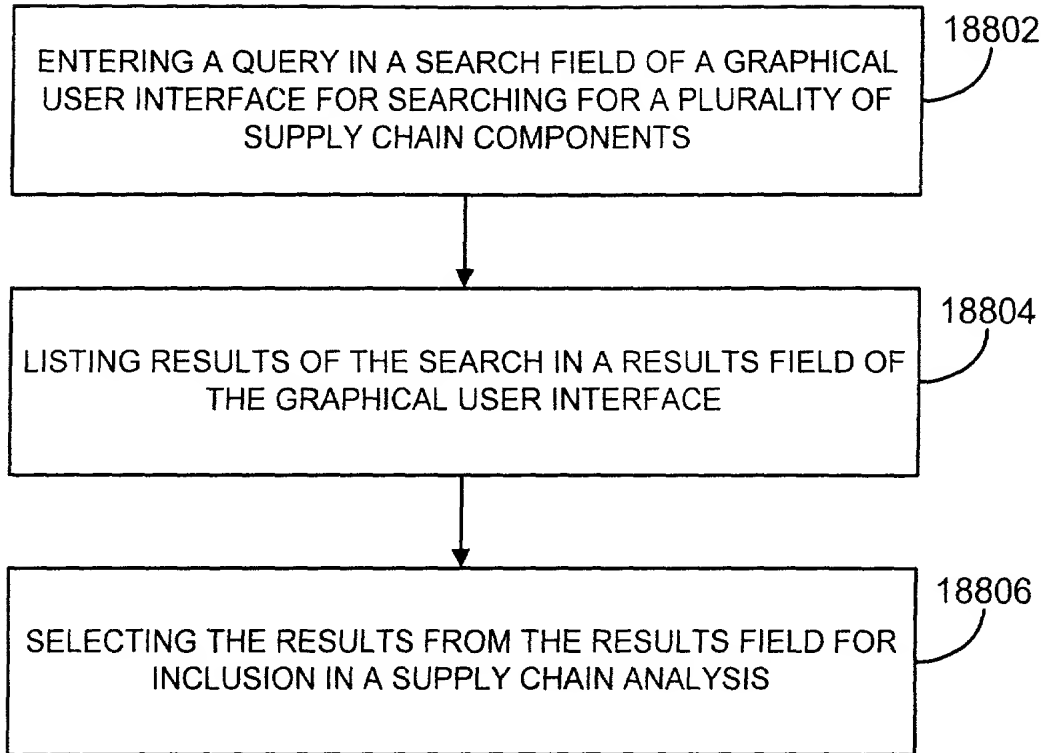 18802
ENTERING A QUERY IN A SEARCH FIELD OF A GRAPHICAL
USER INTERFACE FOR SEARCHING FOR A PLURALITY OF
SUPPLY CHAIN COMPONENTS
18804
LISTING RESULTS OF THE SEARCH IN A RESULTS FIELD OF
THE GRAPHICAL USER INTERFACE
18806
SELECTING THE RESULTS FROM THE RESULTS FIELD FOR
INCLUSION IN A SUPPLY CHAIN ANALYSIS